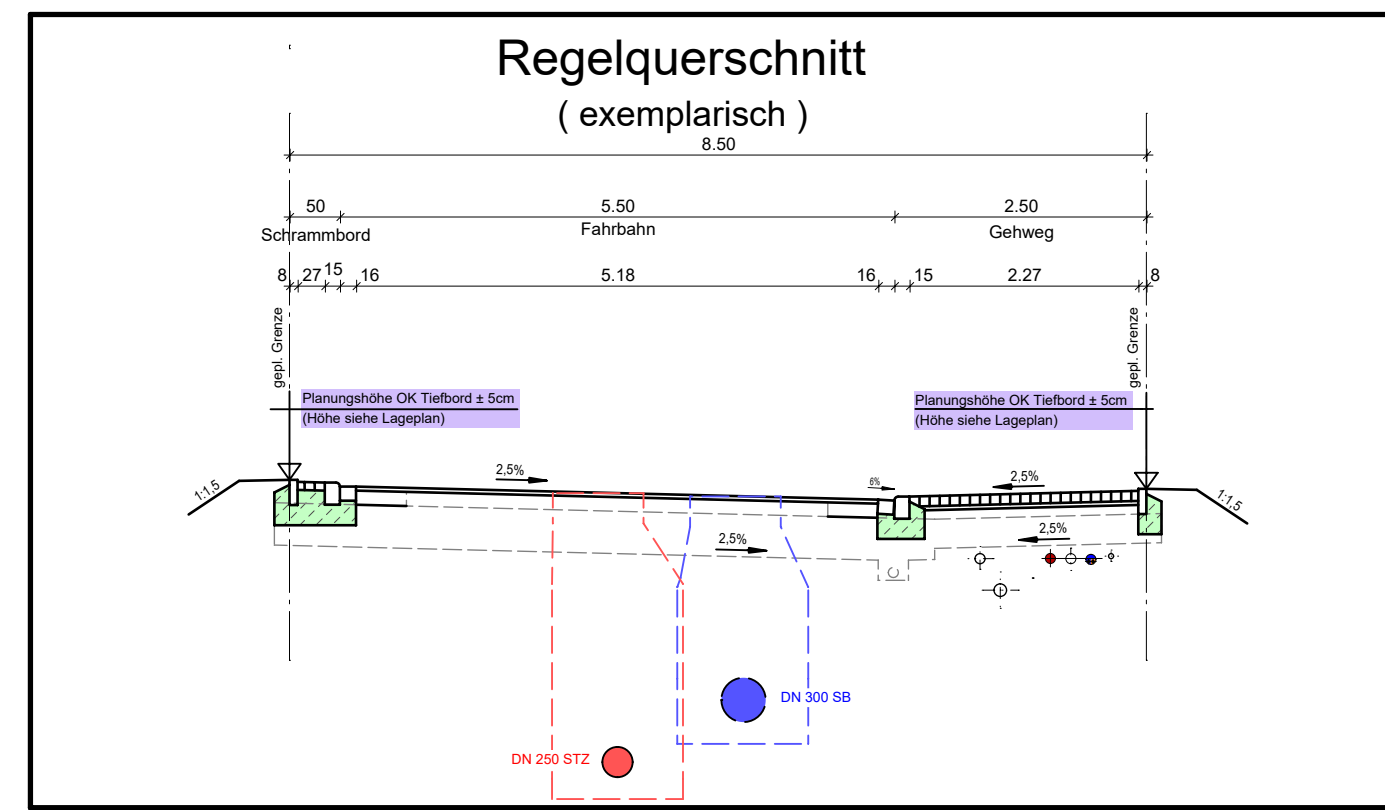 Regelquerschnitt
( exemplarisch )
8.50
50 5.50 2.50
Schrammbord Fahrbahn Gehweg
8 27 15 16 5.18 16 15 2.27 8
gepl. Grenze gepl. Grenze
Planungshöhe OK Tiefbord ± 5cm
(Höhe siehe Lageplan)
Planungshöhe OK Tiefbord ± 5cm
(Höhe siehe Lageplan)
1:1,5 2,5% 6% 2,5% 1:1,5
2,5% 2,5%
DN 300 SB
DN 250 STZ